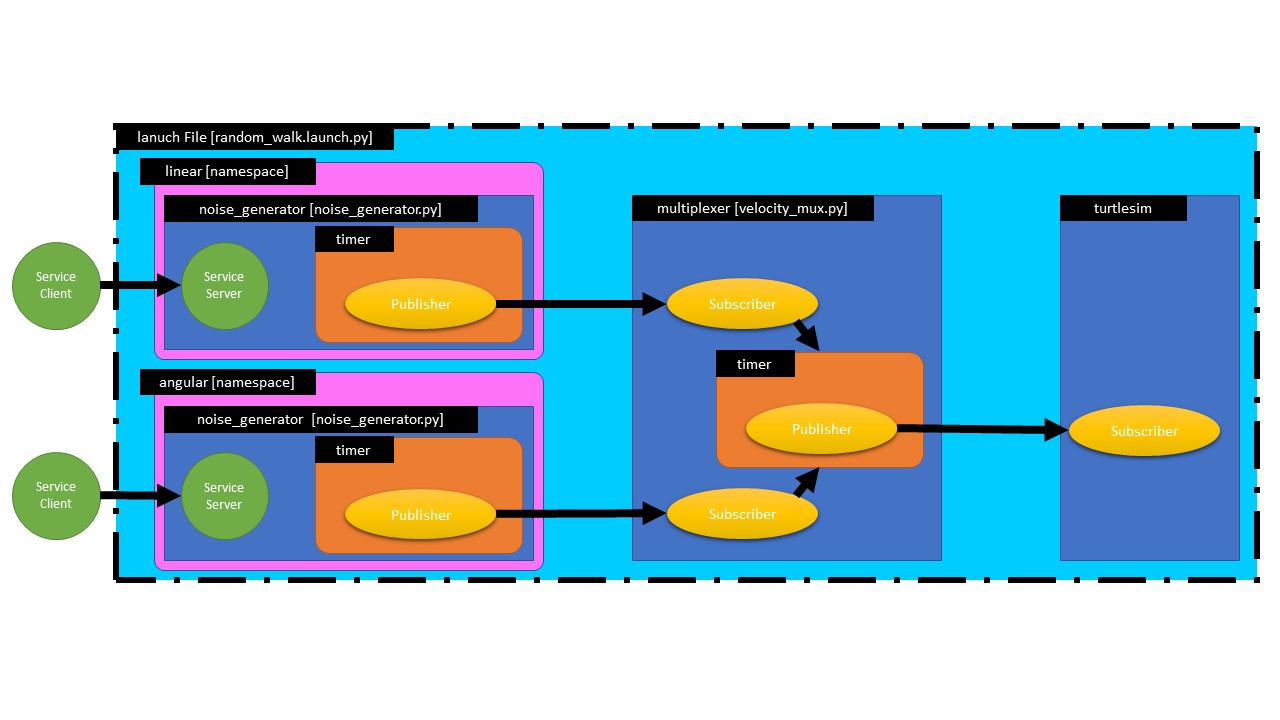 lanuch File [random_walk.launch.py]
linear [namespace]
noise_generator [noise_generator.py]
timer
Service
Client
Service
Server
Publisher
angular [namespace]
noise_generator  [noise_generator.py]
timer
Service
Client
Service
Server
Publisher
multiplexer [velocity_mux.py]
Subscriber
timer
Publisher
Subscriber
turtlesim
Subscriber